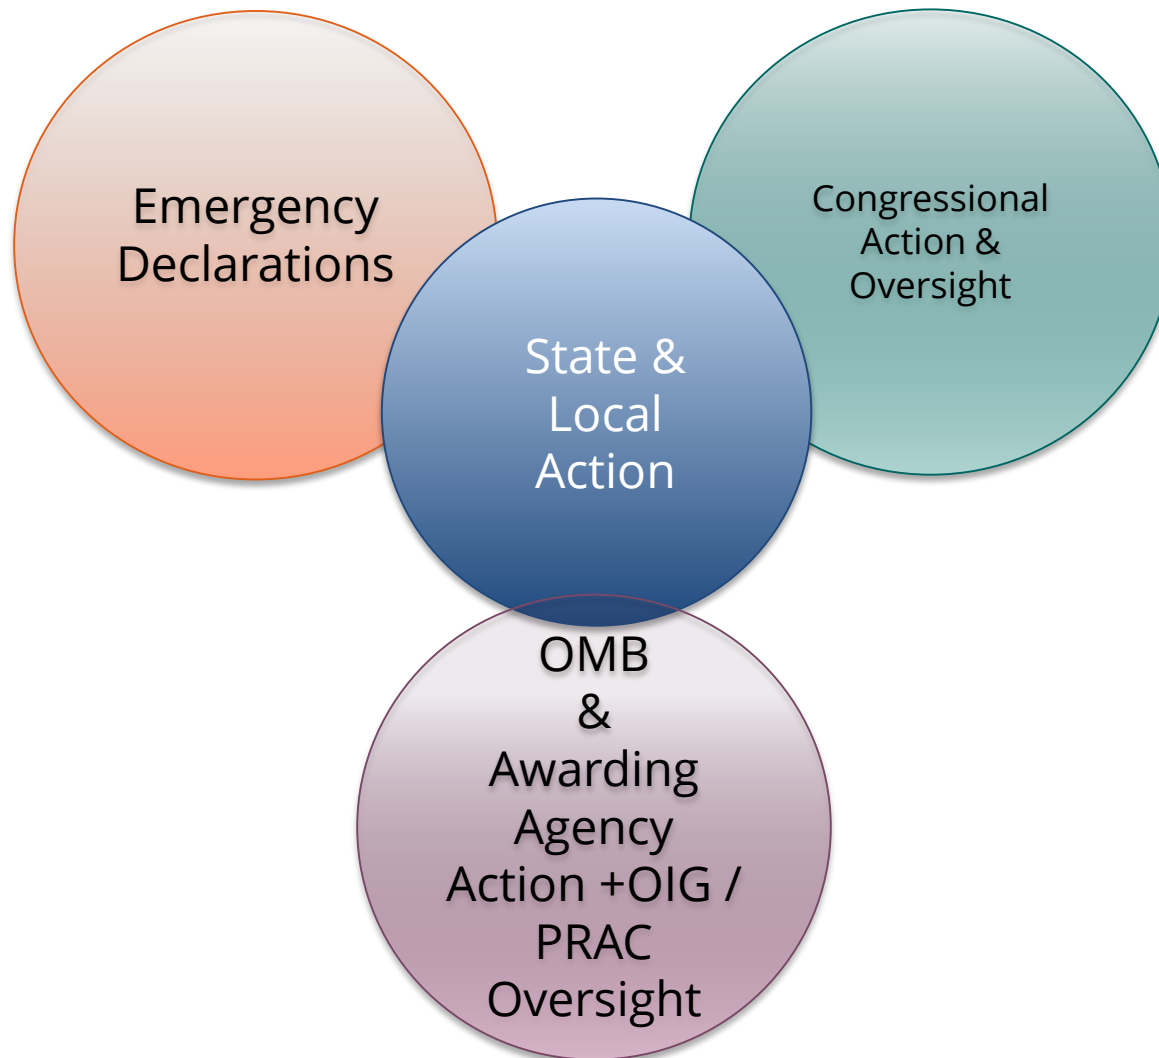 Emergency
Declarations
Congressional
Action &
Oversight
State &
Local
Action
OMB
&
Awarding
Agency
Action +OIG /
PRAC
Oversight